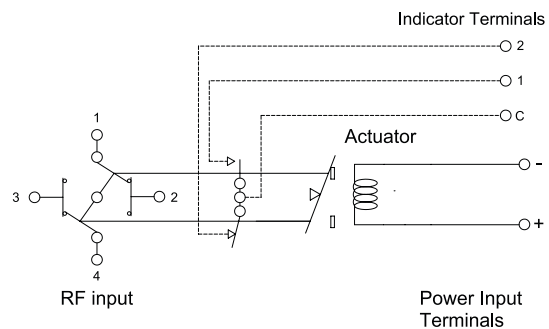 Indicator Terminals
2
1
C
Actuator
1
3
2
4
-
+
RF input
Power Input
Terminals